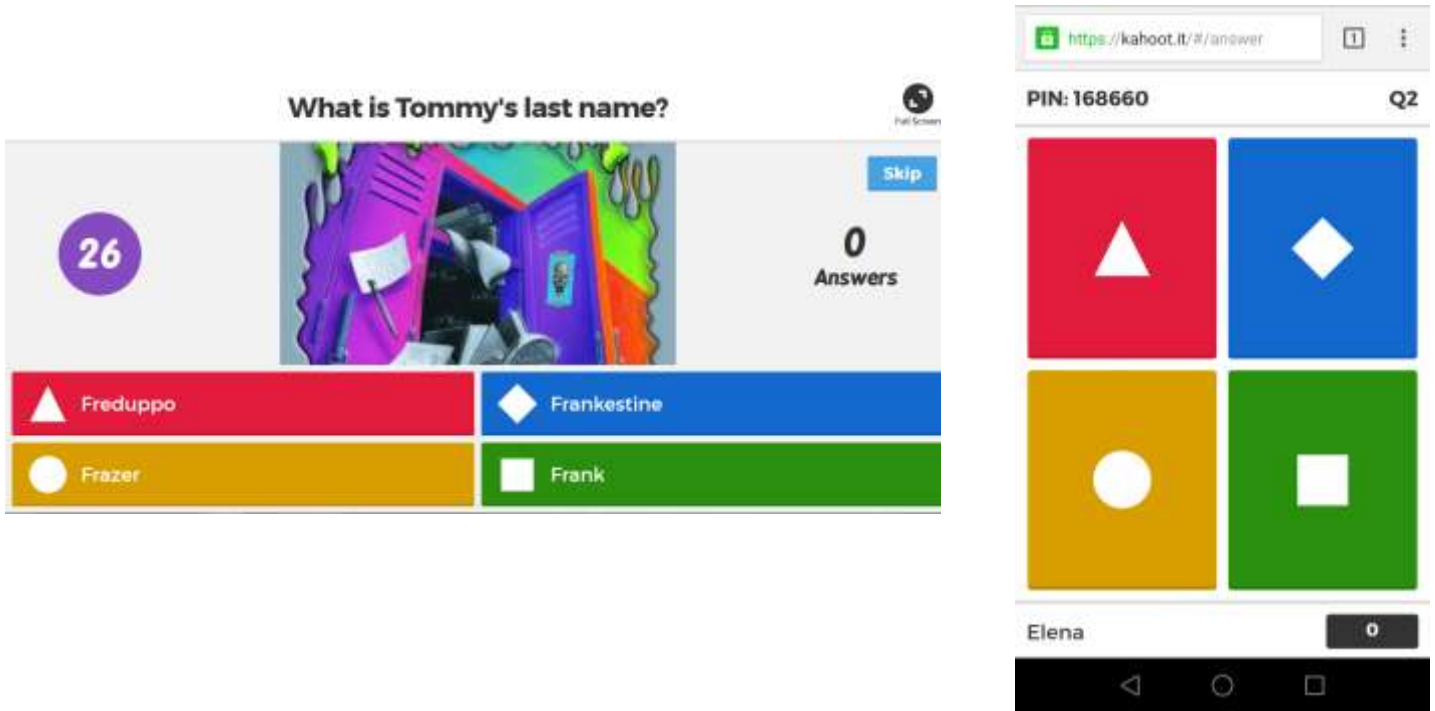 What is Tommy's last name?
Full Screen
Skip
26
0
Answers
Freduppo
Frankestine
Frazer
Frank
https://kahoot.it/#/answer
1
PIN: 168660
Q2
Elena
0